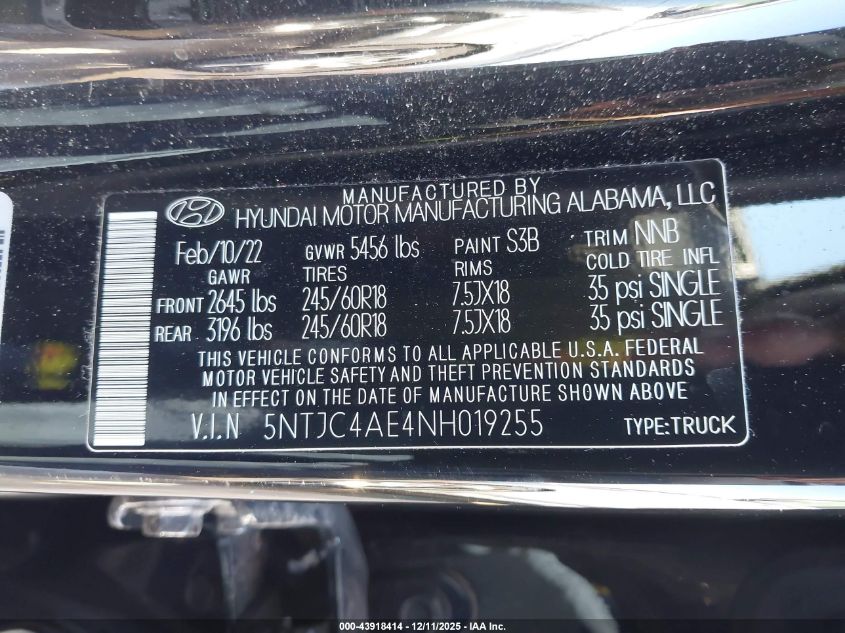 MANUFACTURED BY
HYUNDAI MOTOR MANUFACTURING ALABAMA, LLC
Feb/10/22 GVWR 5456 lbs PAINT S3B TRIM NNB
GAWR TIRES RIMS COLD TIRE INFL
FRONT 2645 lbs 245/60R18 7.5JX18 35 psi SINGLE
REAR 3196 lbs 245/60R18 7.5JX18 35 psi SINGLE
THIS VEHICLE CONFORMS TO ALL APPLICABLE U.S.A. FEDERAL
MOTOR VEHICLE SAFETY AND THEFT PREVENTION STANDARDS
IN EFFECT ON THE DATE OF MANUFACTURE SHOWN ABOVE
V.I.N 5NTJC4AE4NH019255 TYPE:TRUCK
000-43918414 - 12/11/2025 - IAA Inc.